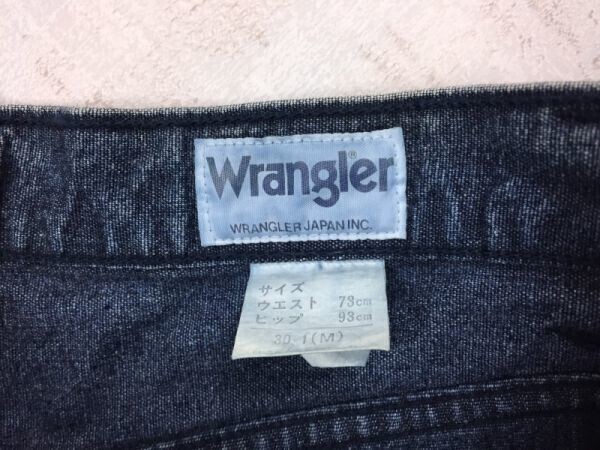 Wrangler®
WRANGLER JAPAN INC.
サイズ
ウエスト 73cm
ヒップ 93cm
30-1(M)